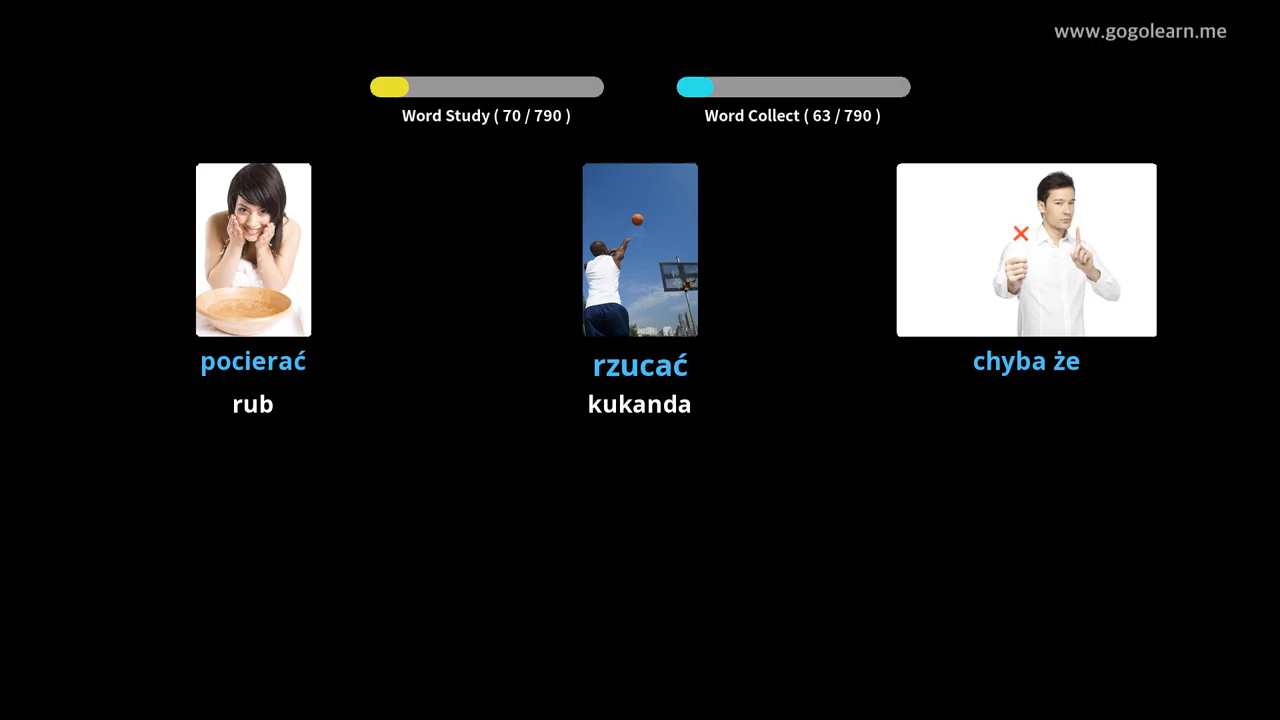 www.gogolearn.me
Word Study ( 70 / 790 )
Word Collect ( 63 / 790 )
pocierać
rzucać
chyba że
rub
kukanda